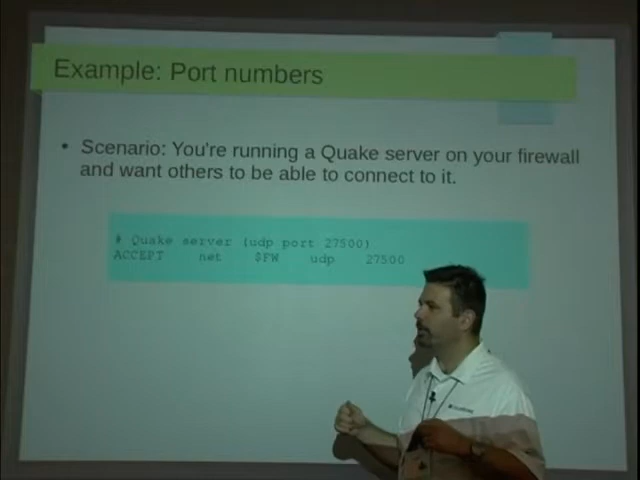 Example: Port numbers
• Scenario: You're running a Quake server on your firewall
and want others to be able to connect to it.
# Quake server (udp port 27500)
ACCEPT net $FW udp 27500